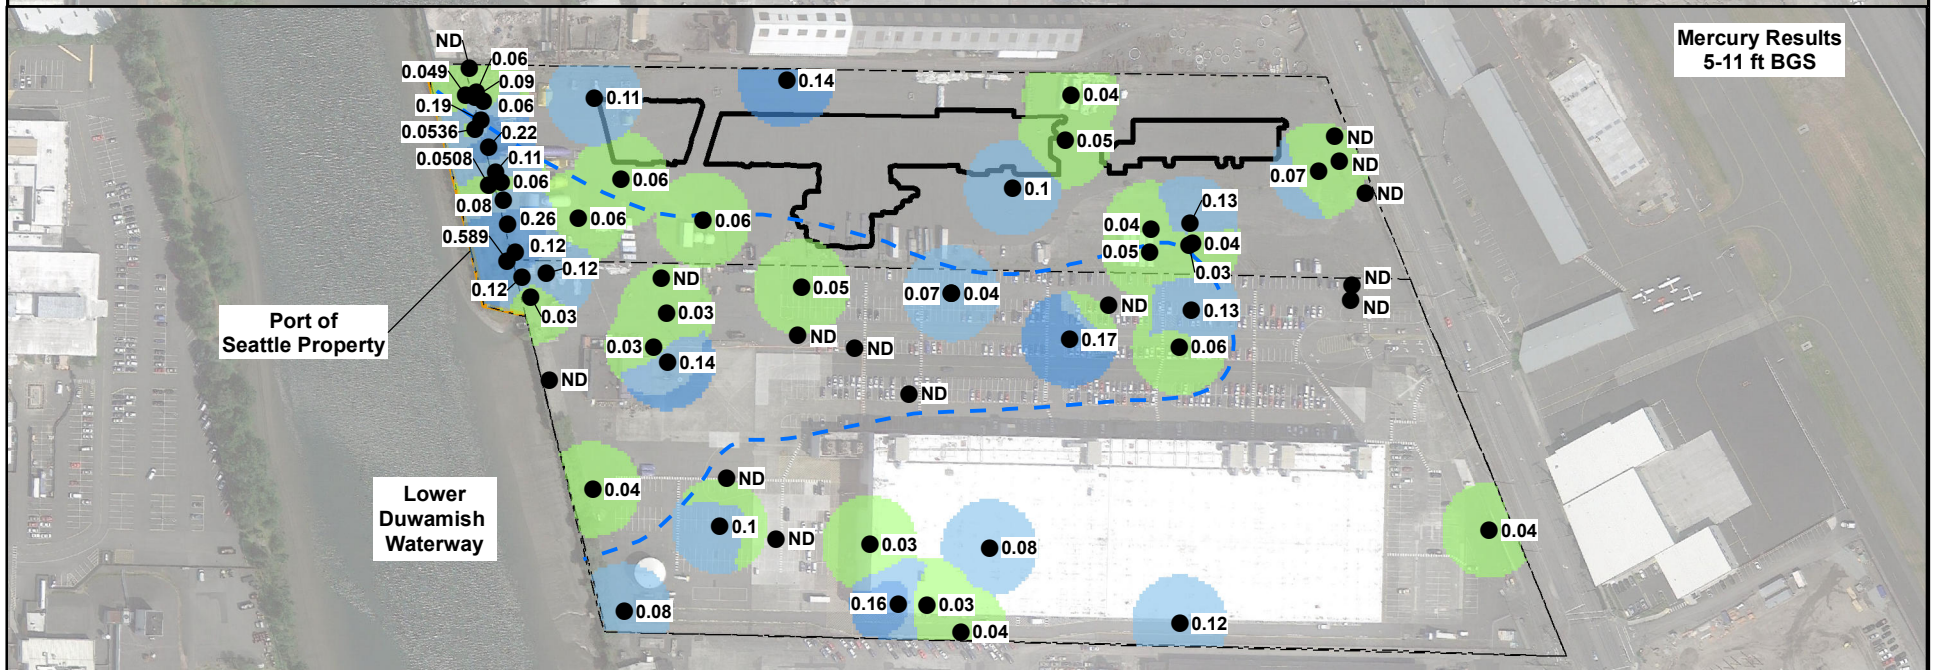 Mercury Results
5-11 ft BGS
ND
0.06
0.049
0.09
0.19
0.06
0.0536
0.22
0.0508
0.11
0.06
0.08
0.26
0.589
0.12
0.12
0.12
0.03
0.11
0.14
0.04
0.05
0.06
0.06
0.06
0.1
ND
ND
0.07
ND
0.13
0.04
0.04
0.05
0.03
ND
ND
ND
0.03
0.03
0.14
0.05
ND
ND
0.07
0.04
ND
0.17
0.13
0.06
ND
ND
Port of
Seattle Property
Lower
Duwamish
Waterway
0.04
ND
0.1
ND
0.03
0.08
0.04
0.08
0.16
0.03
0.04
0.12